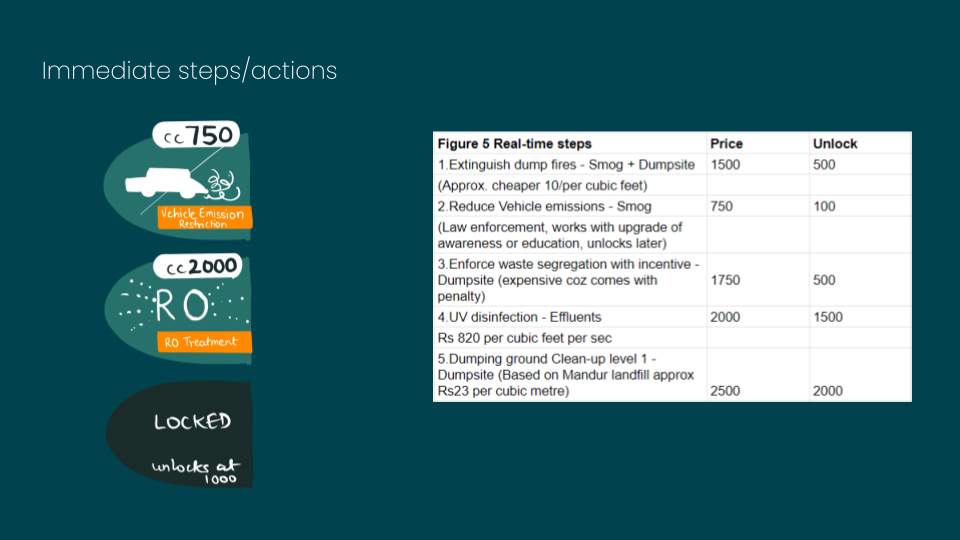 Immediate steps/actions
cc750
Vehicle Emission
Restriction
cc2000
RO
RO Treatment
LOCKED
unlocks at
1000
Figure 5 Real-time steps Price Unlock
1.Extinguish dump fires - Smog + Dumpsite 1500 500
(Approx. cheaper 10/per cubic feet)
2.Reduce Vehicle emissions - Smog 750 100
(Law enforcement, works with upgrade of
awareness or education, unlocks later)
3.Enforce waste segregation with incentive -
Dumpsite (expensive coz comes with 1750 500
penalty)
4.UV disinfection - Effluents 2000 1500
Rs 820 per cubic feet per sec
5.Dumping ground Clean-up level 1 -
Dumpsite (Based on Mandur landfill approx
Rs23 per cubic metre) 2500 2000